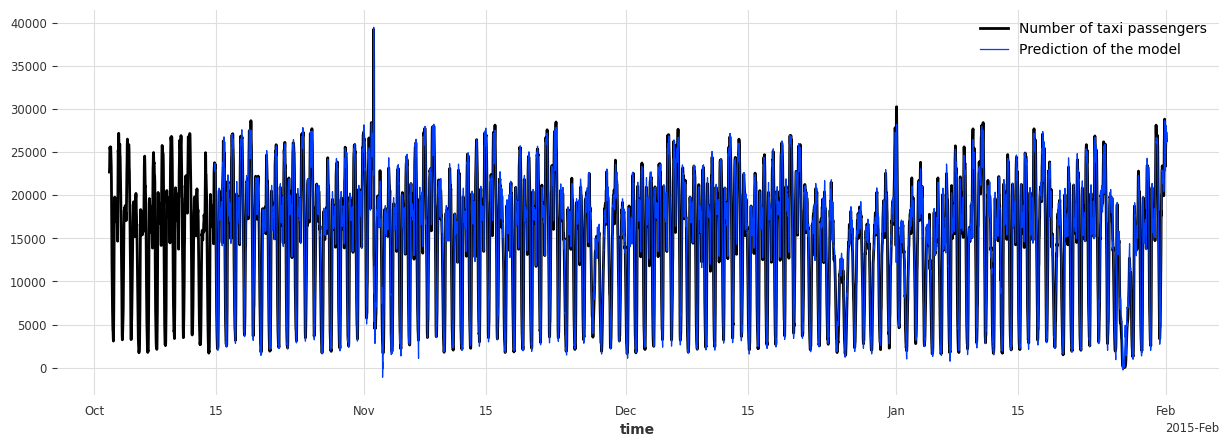 40000
35000
30000
25000
20000
15000
10000
5000
0
Number of taxi passengers
Prediction of the model
Oct 15 Nov 15 Dec 15 Jan 15 Feb
time
2015-Feb